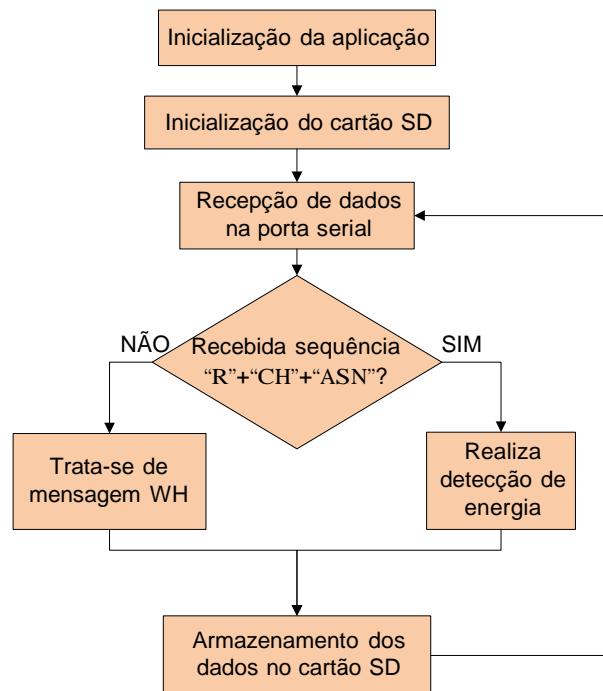 Inicialização da aplicação
Inicialização do cartão SD
Recepção de dados
na porta serial
NÃO
Recebida sequência
“R”+“CH”+“ASN”?
SIM
Trata-se de
mensagem WH
Realiza
detecção de
energia
Armazenamento dos
dados no cartão SD